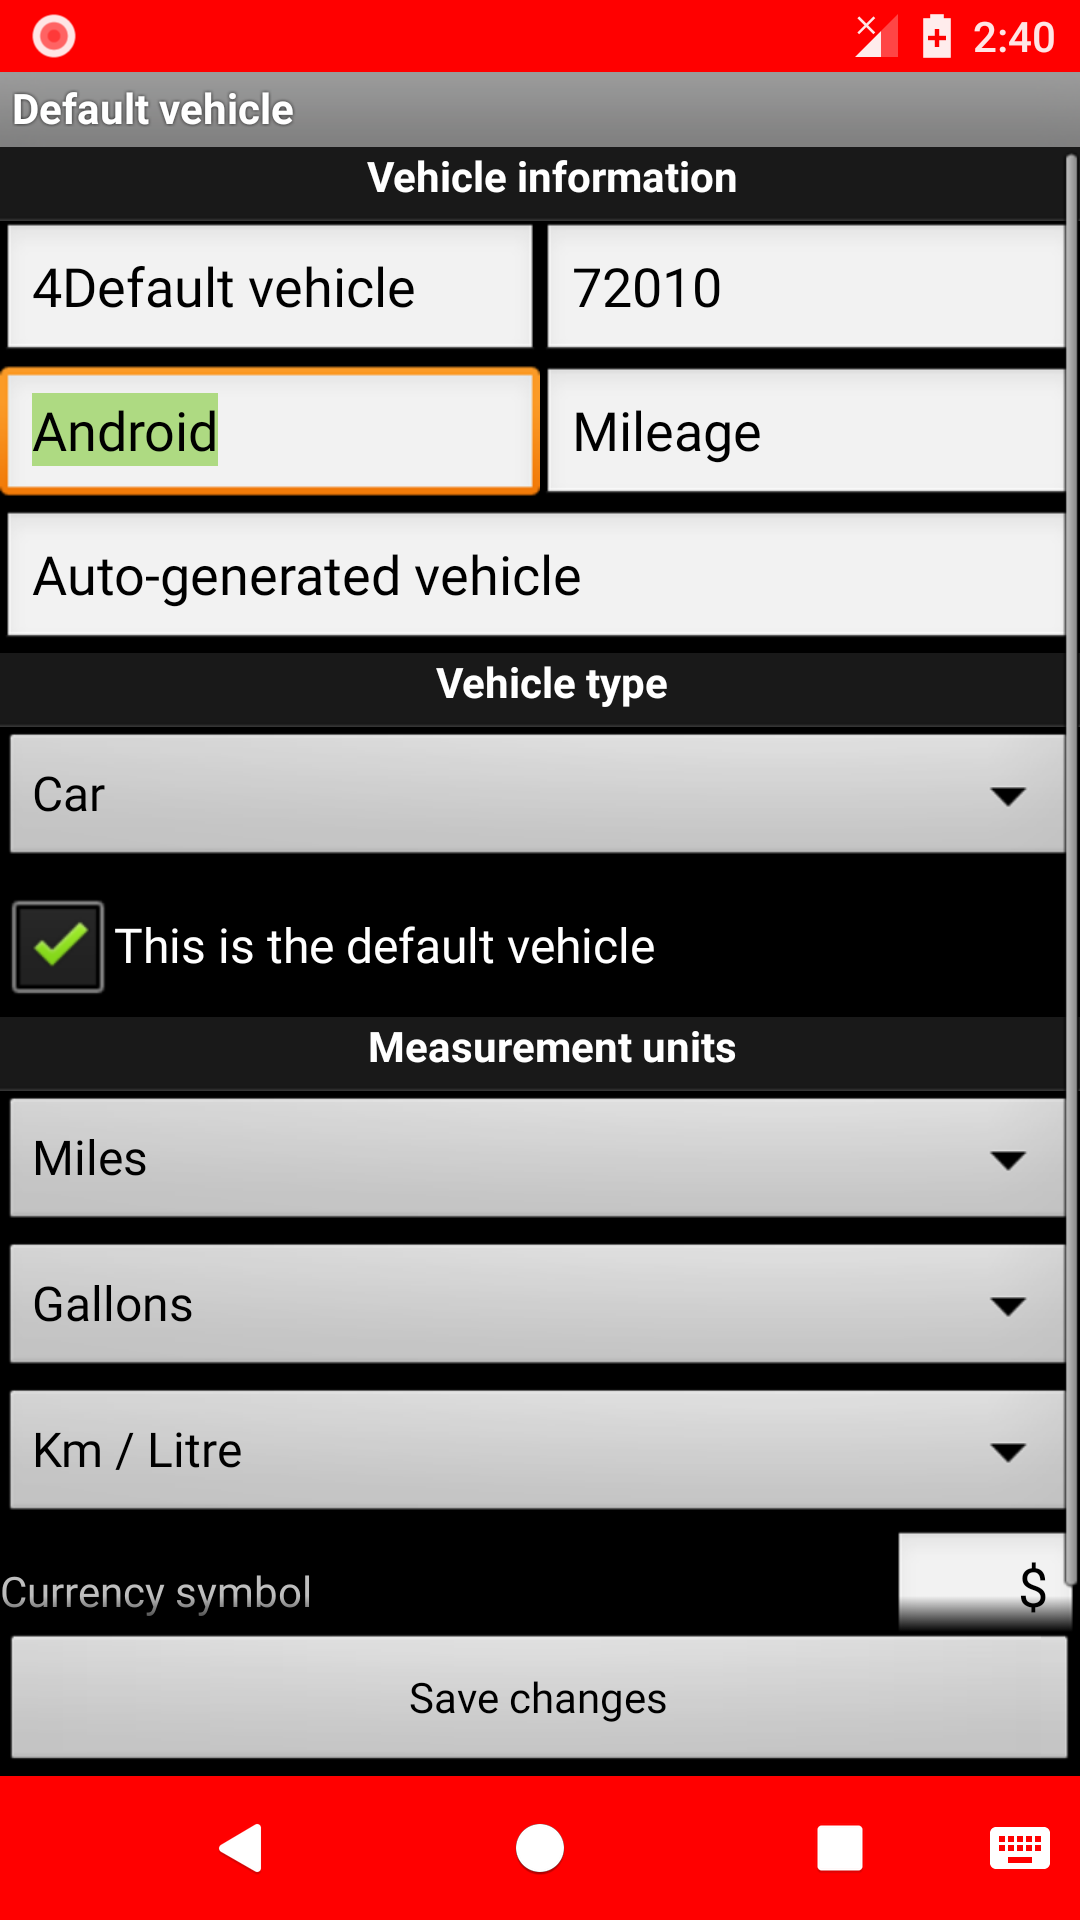 2:40
Default vehicle
Vehicle information
4Default vehicle
72010
Android
Mileage
Auto-generated vehicle
Vehicle type
Car
This is the default vehicle
Measurement units
Miles
Gallons
Km / Litre
Currency symbol
$
Save changes